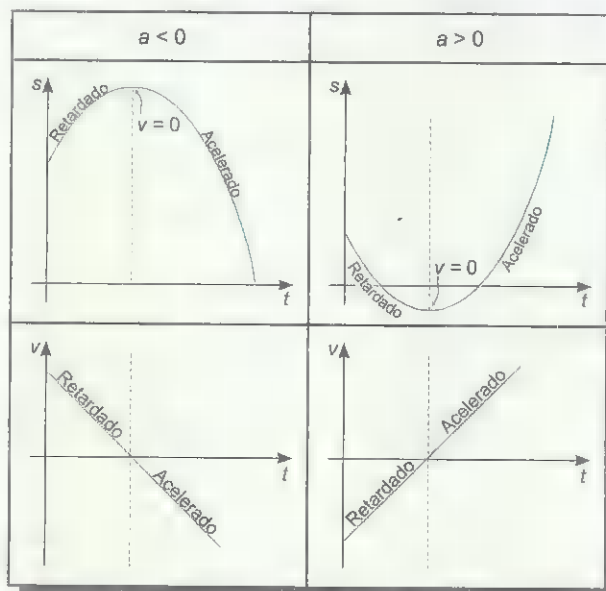 a < 0
a > 0
s
Retardado
v = 0
Acelerado
t
s
Retardado
v = 0
Acelerado
t
v
Retardado
Acelerado
t
v
Retardado
Acelerado
t